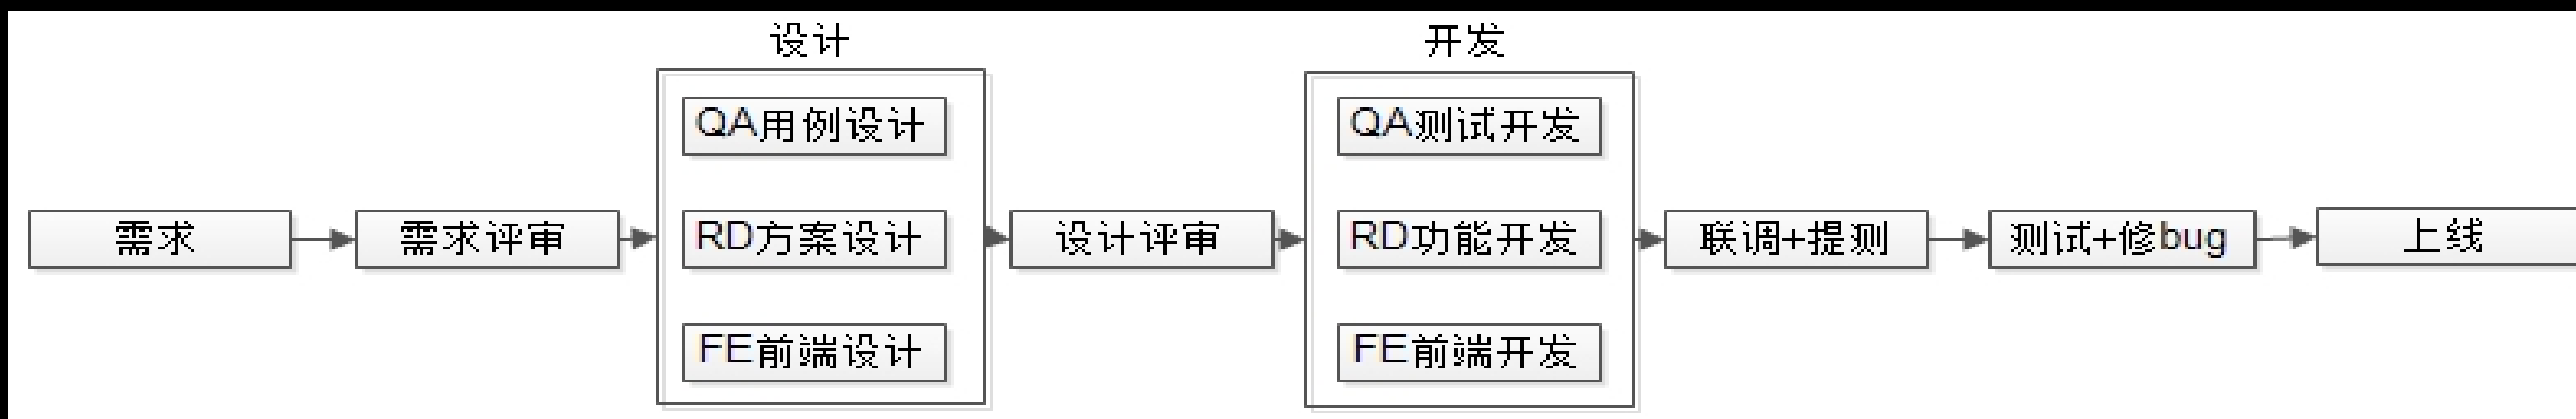 需求
需求评审
设计
QA用例设计
RD方案设计
FE前端设计
设计评审
开发
QA测试开发
RD功能开发
FE前端开发
联调+提测
测试+修bug
上线